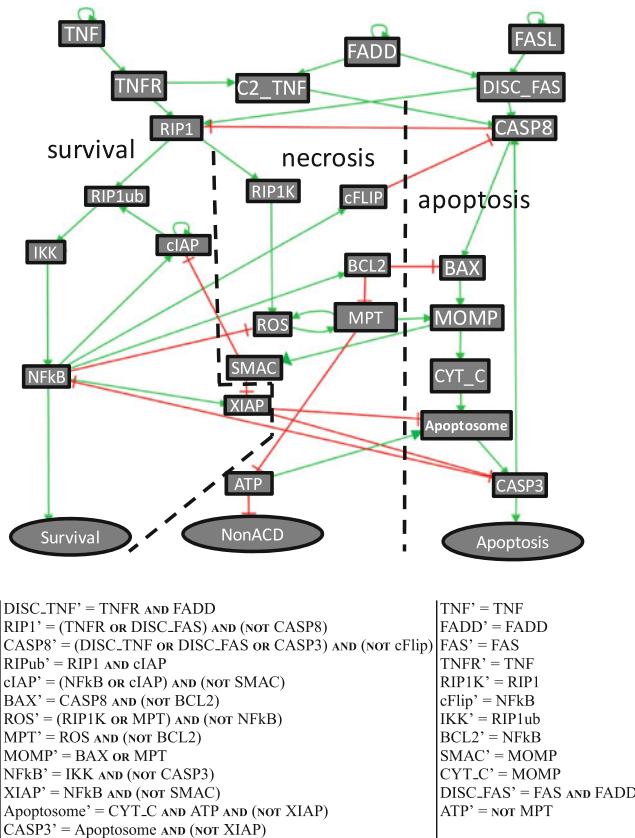 TNF
FADD
FASL
TNFR
C2_TNF
DISC_FAS
RIP1
CASP8
survival
necrosis
apoptosis
RIP1ub
RIP1K
cFLIP
IKK
cIAP
BCL2
BAX
ROS
MPT
MOMP
SMAC
NFkB
CYT_C
XIAP
Apoptosome
ATP
CASP3
Survival
NonACD
Apoptosis
DISC_TNF' = TNFR AND FADD
RIP1' = (TNFR OR DISC_FAS) AND (NOT CASP8)
CASP8' = (DISC_TNF OR DISC_FAS OR CASP3) AND (NOT cFlip)
RIPub' = RIP1 AND cIAP
cIAP' = (NFkB OR cIAP) AND (NOT SMAC)
BAX' = CASP8 AND (NOT BCL2)
ROS' = (RIP1K OR MPT) AND (NOT NFkB)
MPT' = ROS AND (NOT BCL2)
MOMP' = BAX OR MPT
NFkB' = IKK AND (NOT CASP3)
XIAP' = NFkB AND (NOT SMAC)
Apoptosome' = CYT_C AND ATP AND (NOT XIAP)
CASP3' = Apoptosome AND (NOT XIAP)
TNF' = TNF
FADD' = FADD
FAS' = FAS
TNFR' = TNF
RIP1K' = RIP1
cFlip' = NFkB
IKK' = RIP1ub
BCL2' = NFkB
SMAC' = MOMP
CYT_C' = MOMP
DISC_FAS' = FAS AND FADD
ATP' = NOT MPT